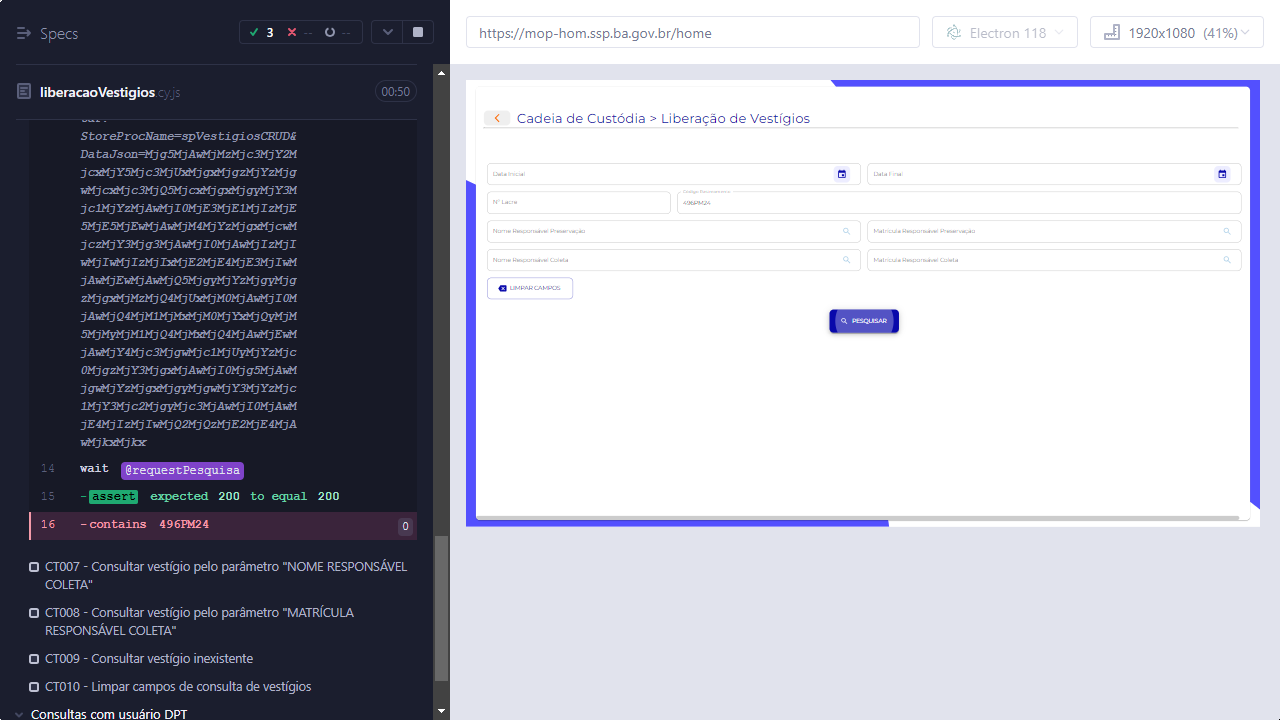 Specs
3
--
--
liberacaoVestigios.cy.js
00:50
StoreProcName=spVestigiosCRUD&
DataJson=Mjg5MjAwMjMzMjc3MjY2M
jcxMjY5Mjc3MjUxMjgxMjgzMjYzMjg
wMjcxMjc3MjQ5MjcxMjgxMjgyMjY3M
jc1MjYzMjAwMjI0MjE3MjE1MjIzMjE
5MjE5MjEwMjAwMjM4MjYzMjgxMjcwM
jczMjY3Mjg3MjAwMjI0MjAwMjI2MjI
wMjIwMjIzMjIxMjE2MjE4MjE3MjIwM
jAwMjEwMjAwMjQ5MjgyMjYzMjgyMjg
zMjgxMjMzMjQ4MjUxMjM0MjAwMjI0M
jAwMjQ4MjM1MjMxMjM0MjYxMjQyMjM
5MjMyMjM1MjQ4MjMxMjQ4MjAwMjEwM
jAwMjY4Mjc3MjgwMjc1MjUyMjYzMjc
0MjgzMjY3MjgxMjAwMjI0Mjg5MjAwM
jgwMjYzMjgxMjgyMjgwMjY3MjYzMjc
1MjY3Mjc2MjgyMjc3MjAwMjI0MjAwM
jE4MjIzMjIwMjQ2MjQzMjE2MjE4MjA
wMjkxMjkx
14 wait @requestPesquisa
15 -assert expected 200 to equal 200
16 -contains 496PM24 0
CT007 - Consultar vestígio pelo parâmetro "NOME RESPONSÁVEL
COLETA"
CT008 - Consultar vestígio pelo parâmetro "MATRÍCULA
RESPONSÁVEL COLETA"
CT009 - Consultar vestígio inexistente
CT010 - Limpar campos de consulta de vestígios
Consultas com usuário DPT
https://mop-hom.ssp.ba.gov.br/home
Electron 118
1920x1080 (41%)
Cadeia de Custódia > Liberação de Vestígios
Data Inicial
Data Final
Nº Lacre
496PM24
Nome Responsável Preservação
Matrícula Responsável Preservação
Nome Responsável Coleta
Matrícula Responsável Coleta
LIMPAR CAMPOS
PESQUISAR